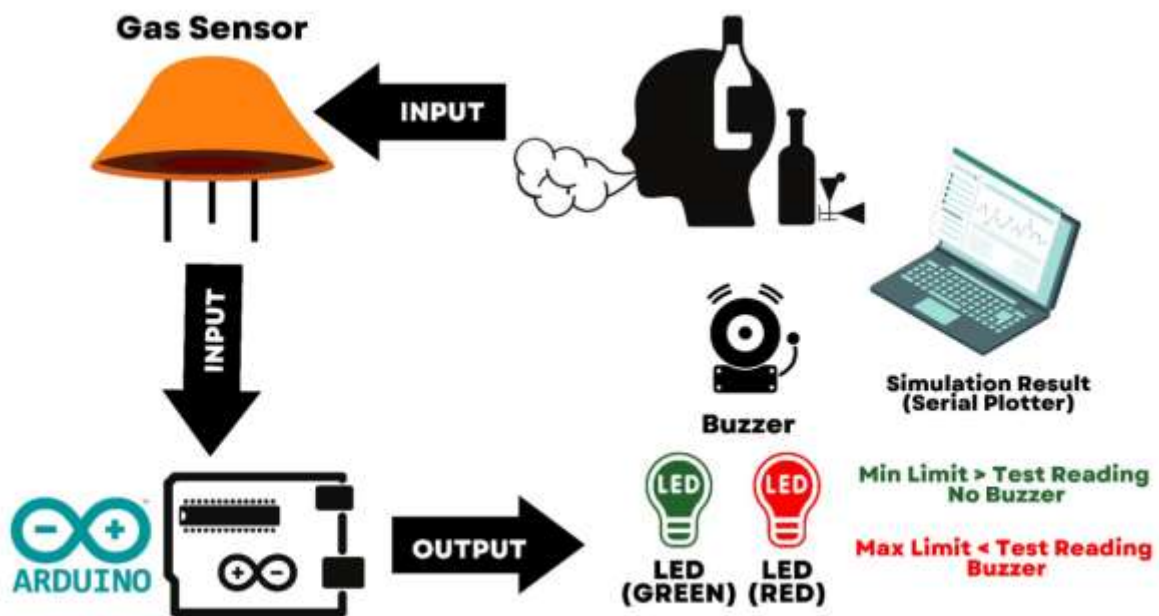 Gas Sensor
INPUT
INPUT
Simulation Result
(Serial Plotter)
Buzzer
LED
LED
Min Limit > Test Reading
No Buzzer
ARDUINO
OUTPUT
LED
(GREEN)
LED
(RED)
Max Limit < Test Reading
Buzzer